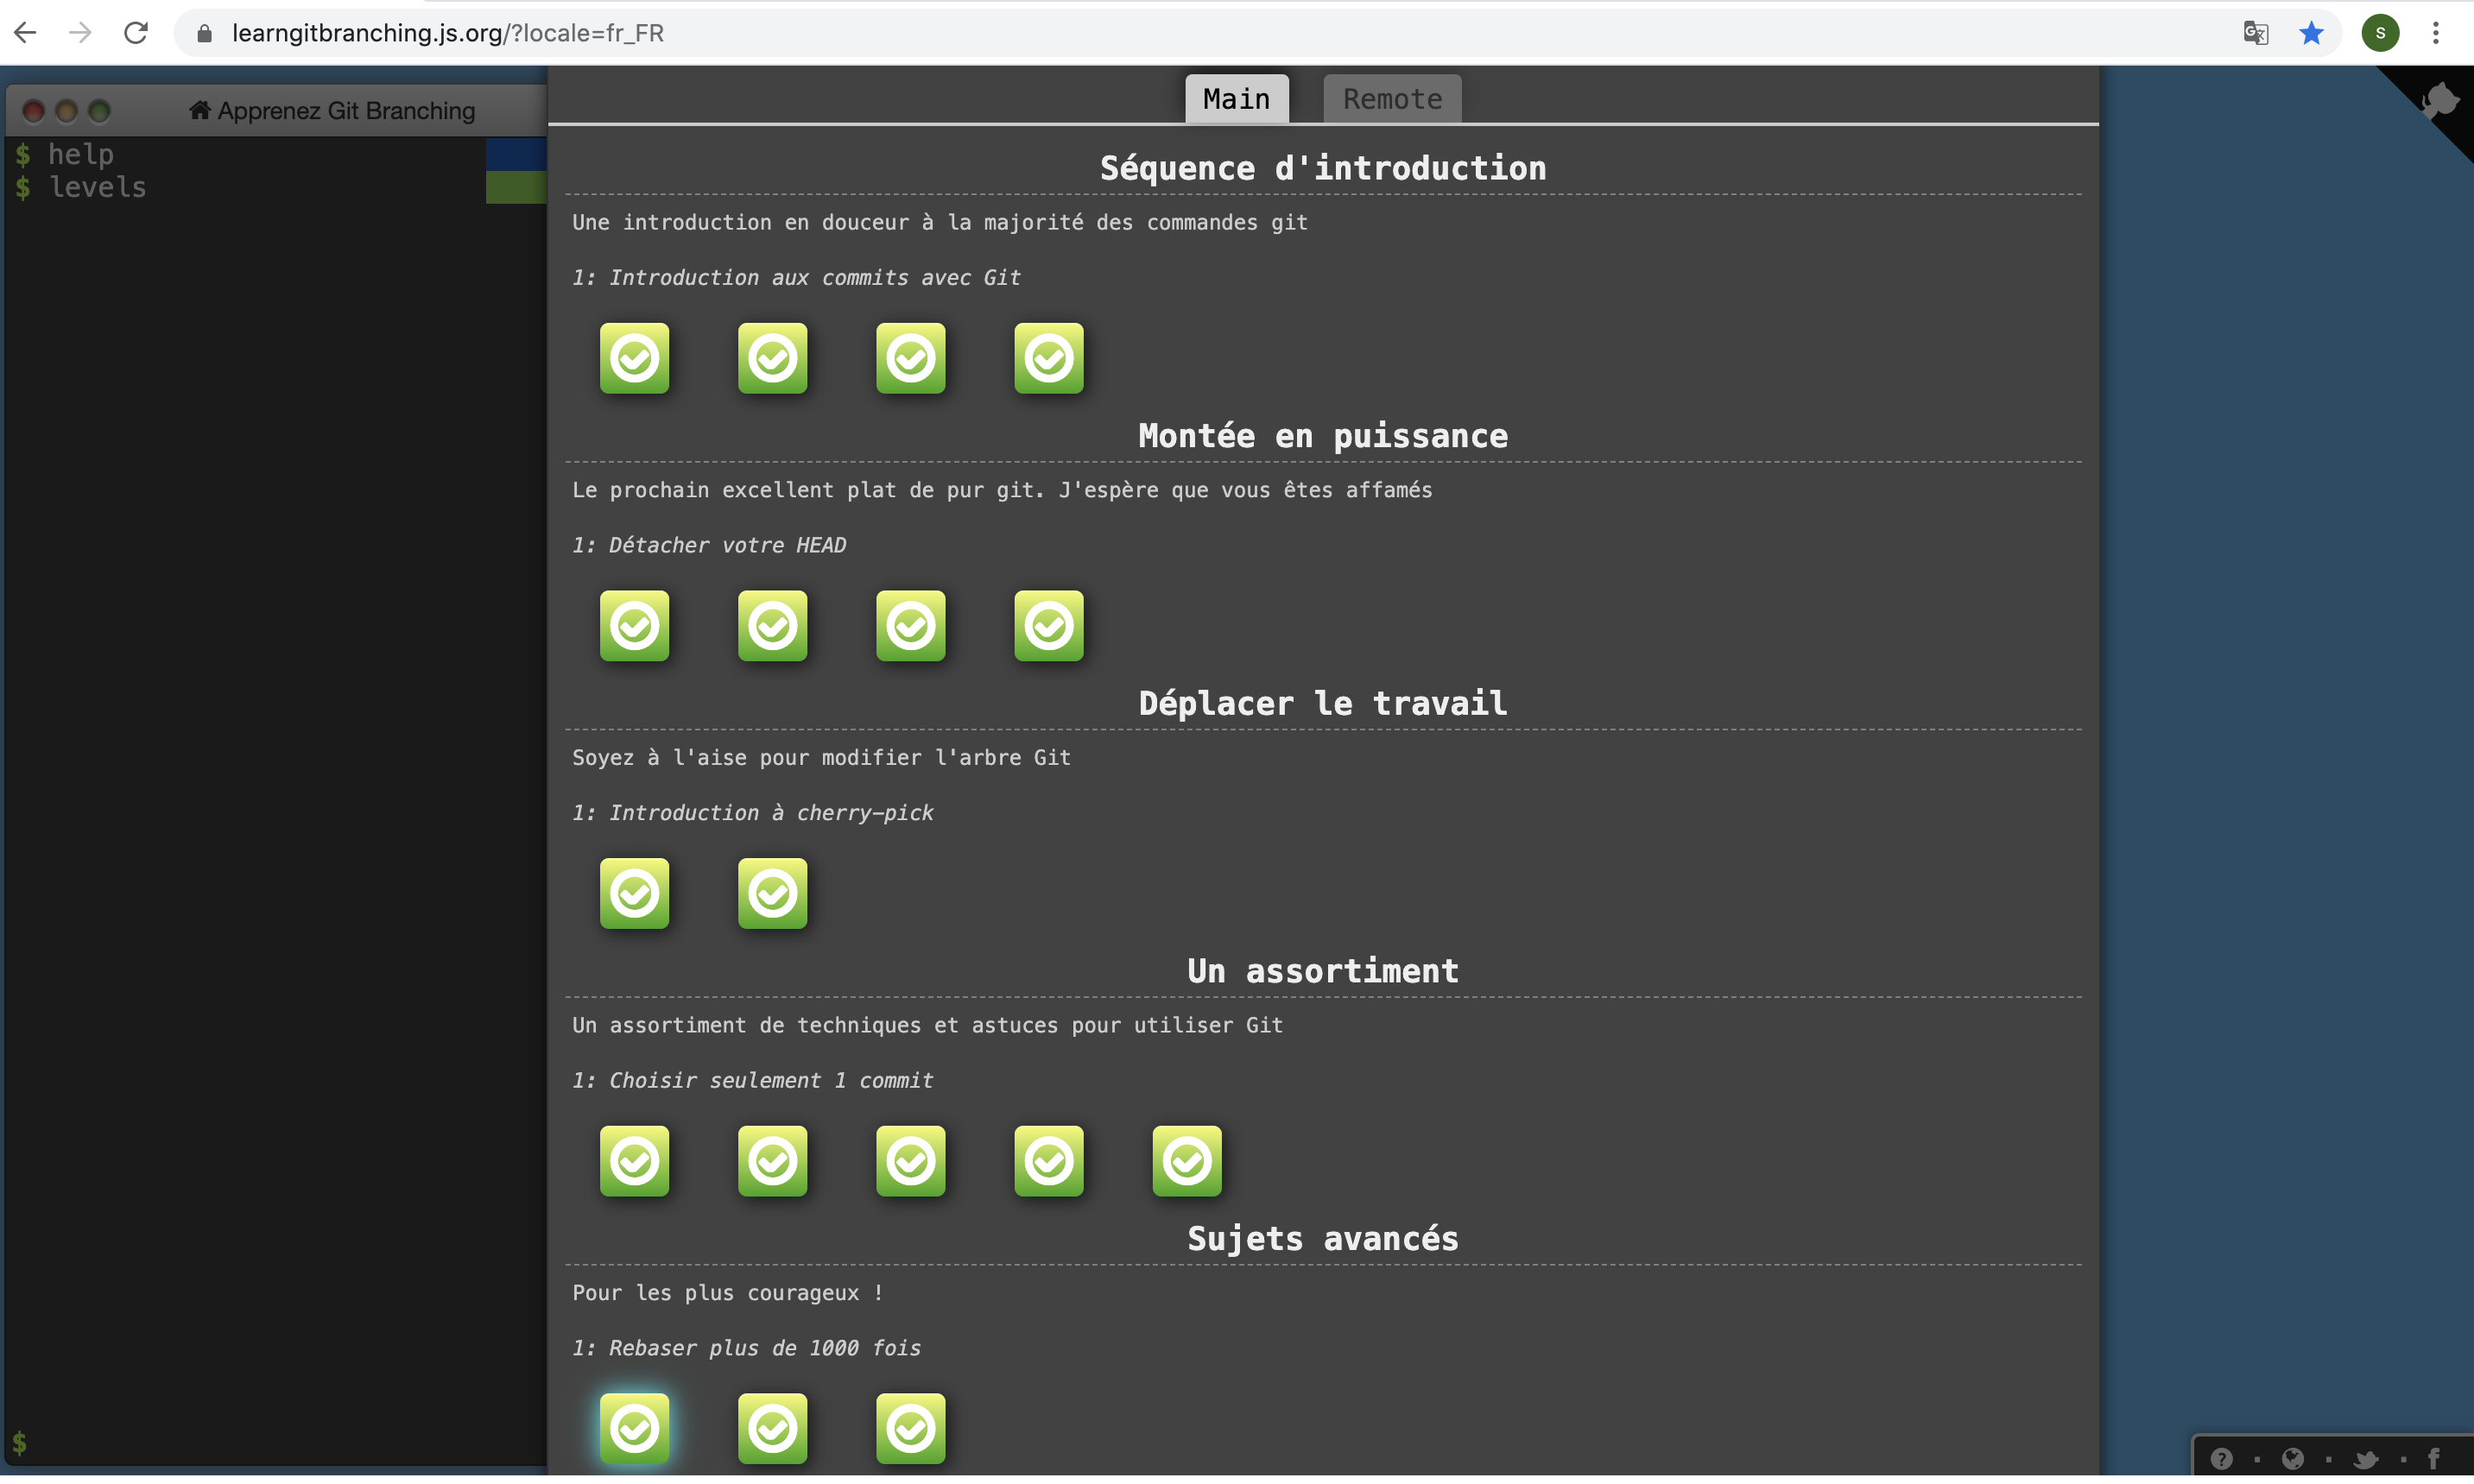 learngitbranching.js.org/?locale=fr_FR
S
Apprenez Git Branching
$ help
$ levels
$
Main
Remote
Séquence d'introduction
Une introduction en douceur à la majorité des commandes git
1: Introduction aux commits avec Git
Montée en puissance
Le prochain excellent plat de pur git. J'espère que vous êtes affamés
1: Détacher votre HEAD
Déplacer le travail
Soyez à l'aise pour modifier l'arbre Git
1: Introduction à cherry-pick
Un assortiment
Un assortiment de techniques et astuces pour utiliser Git
1: Choisir seulement 1 commit
Sujets avancés
Pour les plus courageux !
1: Rebaser plus de 1000 fois